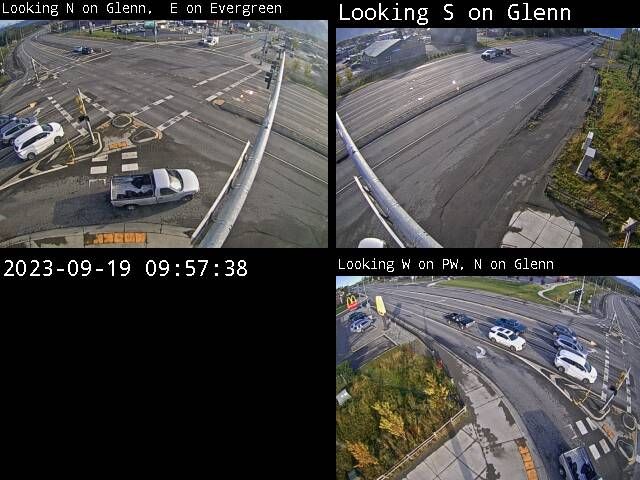 Looking N on Glenn,  E on Evergreen
Looking S on Glenn
2023-09-19 09:57:38
Looking W on PW, N on Glenn